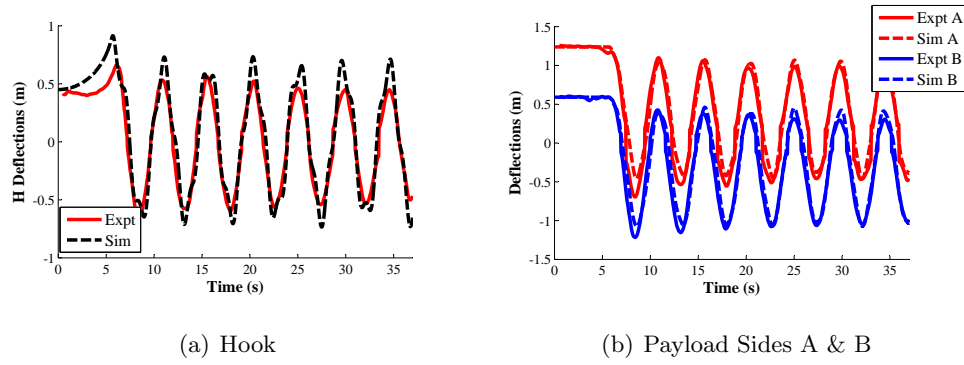 H Deflections (m)
1
0.5
0
-0.5
-1
Expt
Sim
0 5 10 15 20 25 30 35
Time (s)
(a) Hook
Deflections (m)
1.5
1
0.5
0
-0.5
-1
-1.5
Expt A
Sim A
Expt B
Sim B
0 5 10 15 20 25 30 35
Time (s)
(b) Payload Sides A & B